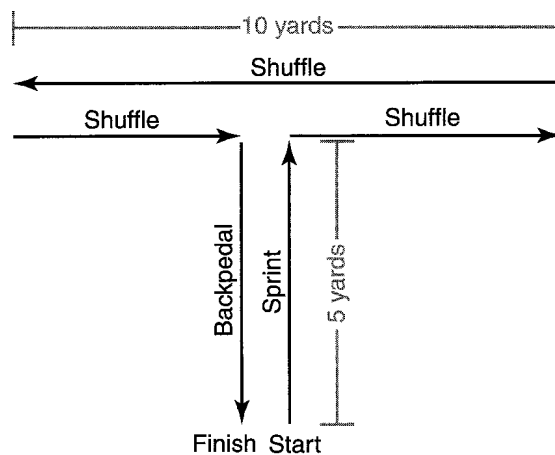 10 yards
Shuffle
Shuffle
Shuffle
Backpedal
Sprint
5 yards
Finish Start